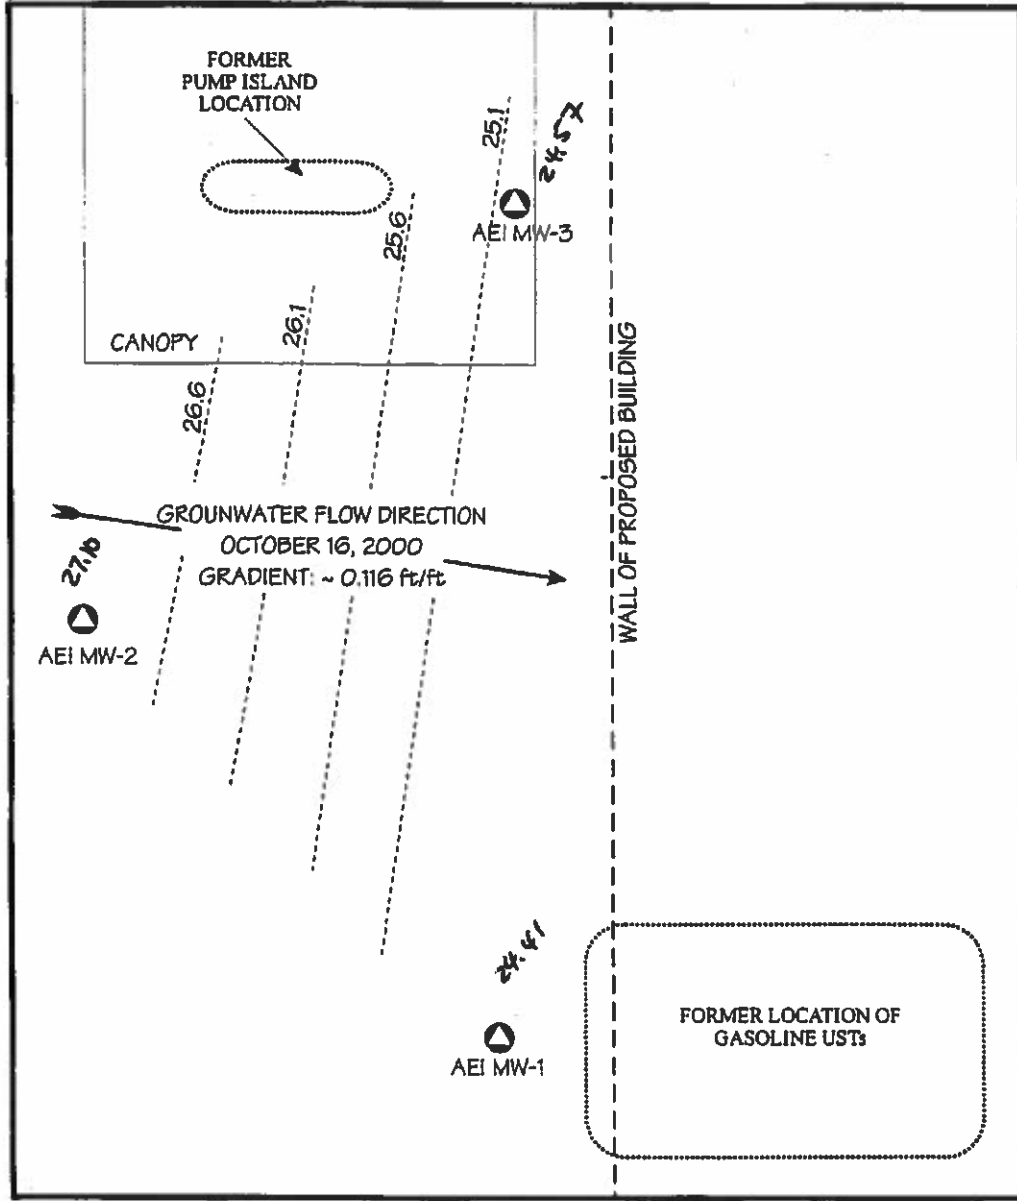 FORMER
PUMP ISLAND
LOCATION
25.1
24.57
25.6
AEI MW-3
26.1
CANOPY
26.6
WALL OF PROPOSED BUILDING
GROUNWATER FLOW DIRECTION
OCTOBER 16, 2000
GRADIENT: ~ 0.116 ft/ft
27.16
AEI MW-2
24.41
AEI MW-1
FORMER LOCATION OF
GASOLINE USTs